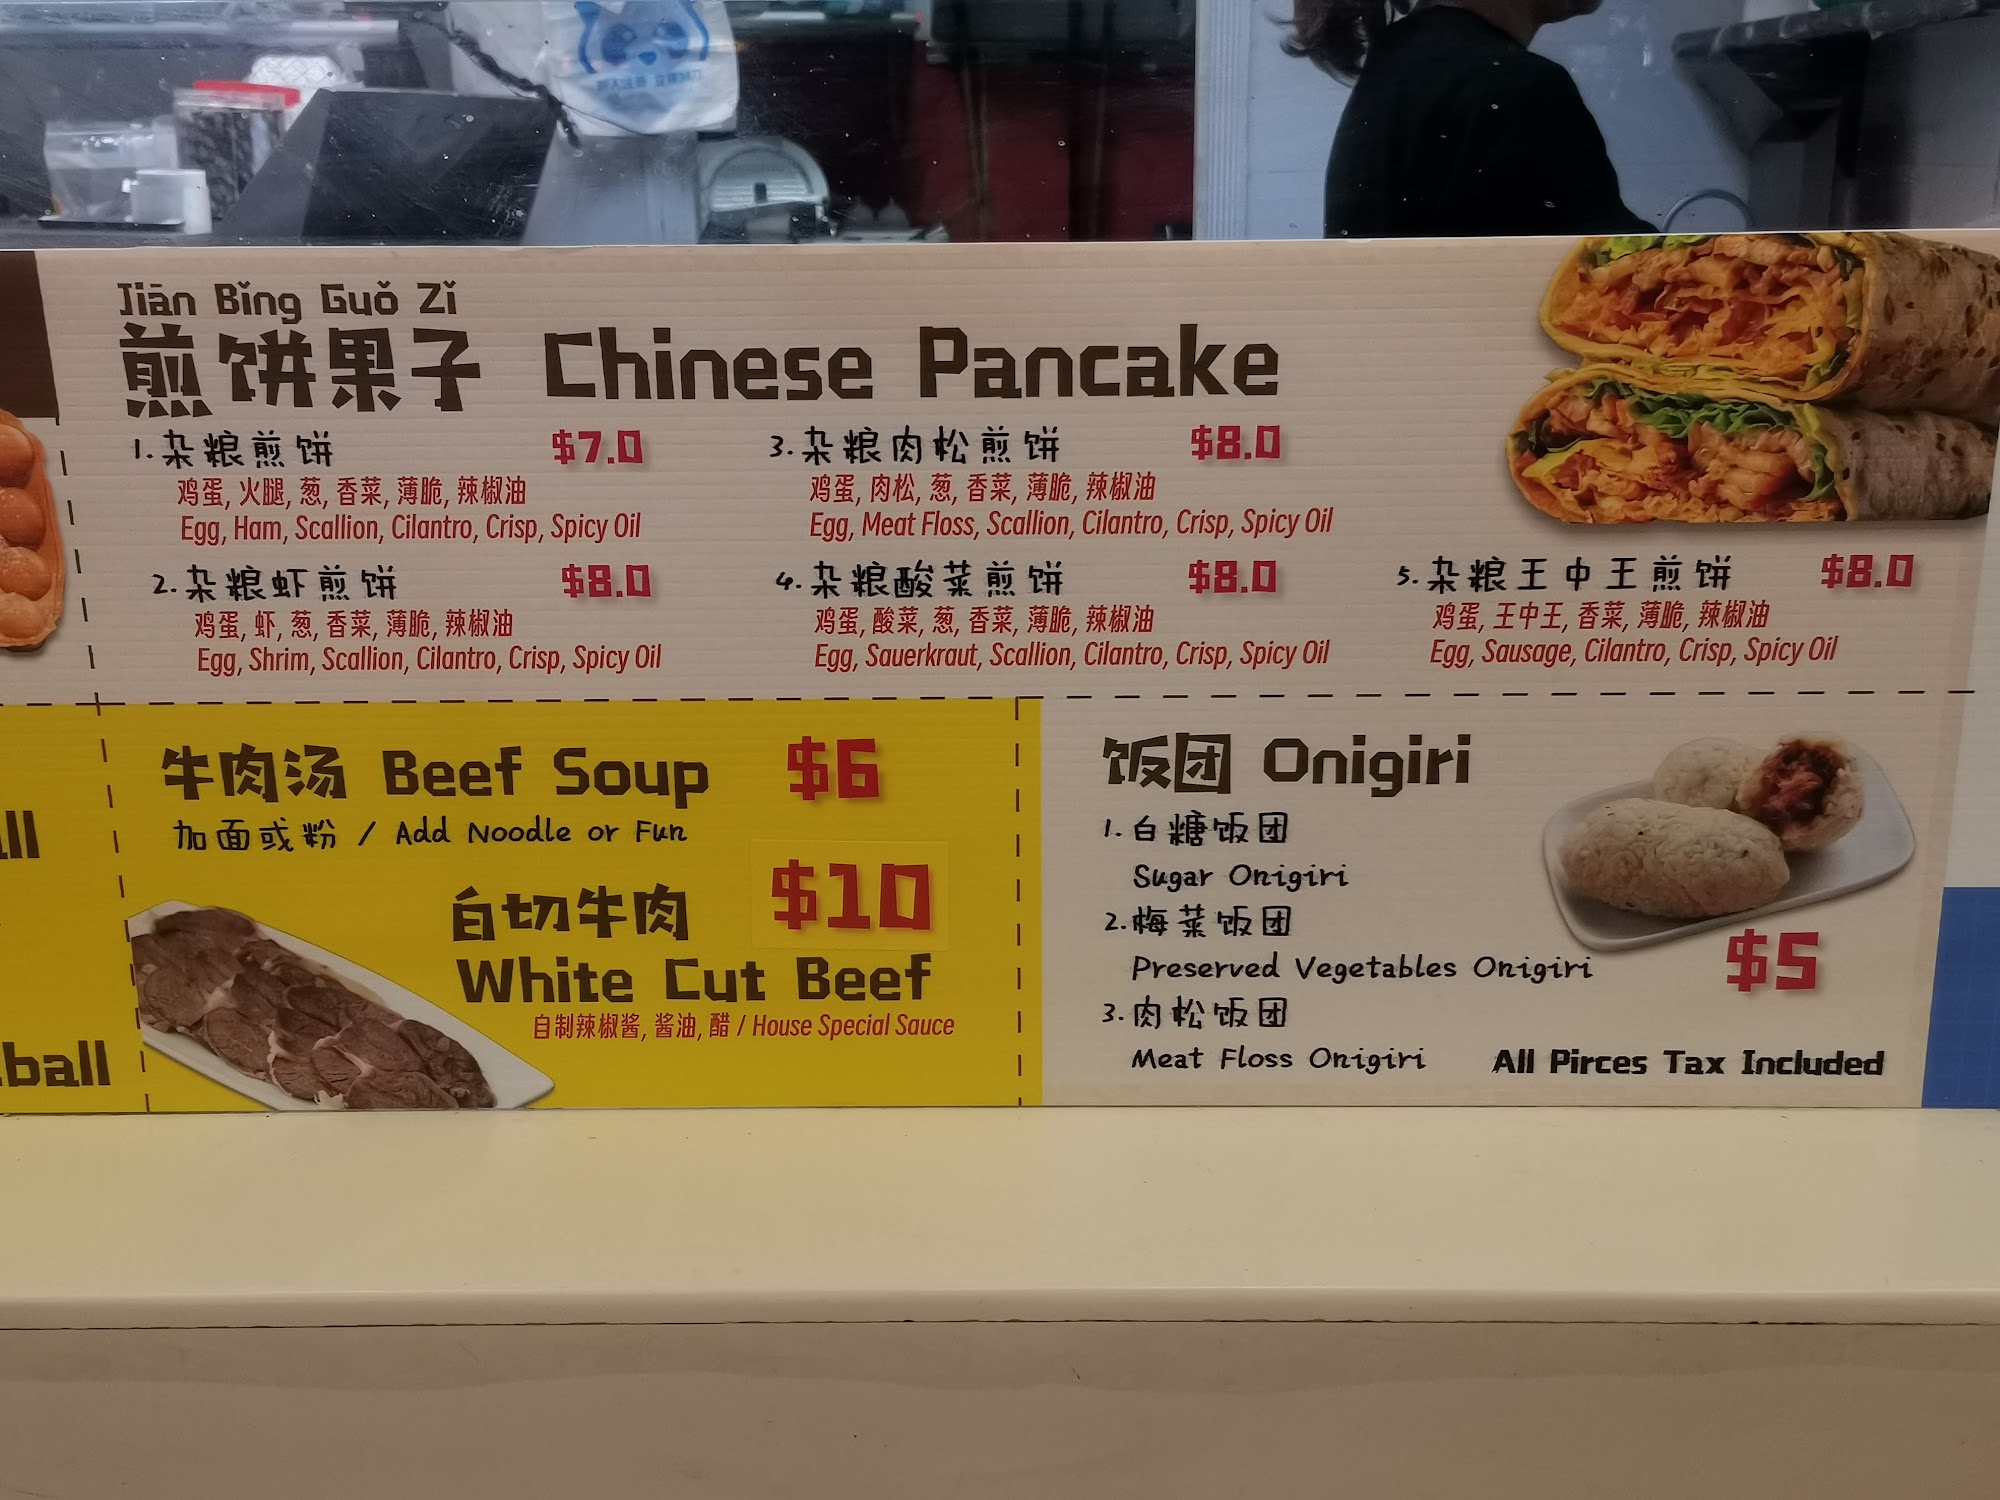 Jiān Bǐng Guǒ Zǐ
煎饼果子 Chinese Pancake
1. 杂粮煎饼 $7.0
鸡蛋, 火腿, 葱, 香菜, 薄脆, 辣椒油
Egg, Ham, Scallion, Cilantro, Crisp, Spicy Oil
2. 杂粮虾煎饼 $8.0
鸡蛋, 虾, 葱, 香菜, 薄脆, 辣椒油
Egg, Shrim, Scallion, Cilantro, Crisp, Spicy Oil
3. 杂粮肉松煎饼 $8.0
鸡蛋, 肉松, 葱, 香菜, 薄脆, 辣椒油
Egg, Meat Floss, Scallion, Cilantro, Crisp, Spicy Oil
4. 杂粮酸菜煎饼 $8.0
鸡蛋, 酸菜, 葱, 香菜, 薄脆, 辣椒油
Egg, Sauerkraut, Scallion, Cilantro, Crisp, Spicy Oil
5. 杂粮王中王煎饼 $8.0
鸡蛋, 王中王, 香菜, 薄脆, 辣椒油
Egg, Sausage, Cilantro, Crisp, Spicy Oil
牛肉汤 Beef Soup $6
加面或粉 / Add Noodle or Fun
白切牛肉 $10
White Cut Beef
自制辣椒酱, 酱油, 醋 / House Special Sauce
饭团 Onigiri
1. 白糖饭团
Sugar Onigiri
2. 梅菜饭团
Preserved Vegetables Onigiri
3. 肉松饭团
Meat Floss Onigiri
$5
All Pirces Tax Included
ball